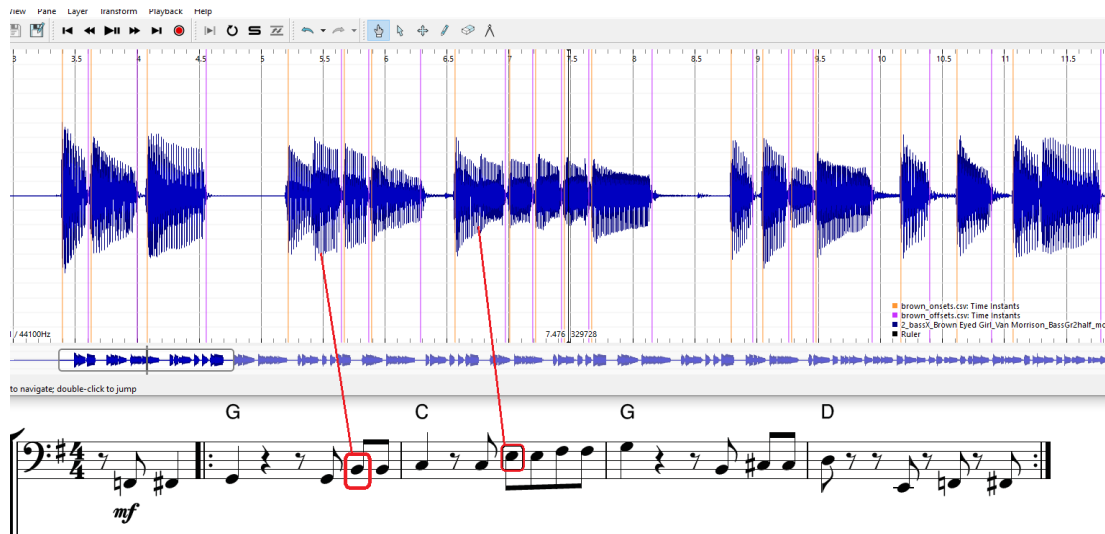 View Pane Layer Transform Playback Help
3 3.5 4 4.5 5 5.5 6 6.5 7 7.5 8 8.5 9 9.5 10 10.5 11 11.5
brown_onsets.csv: Time Instants
brown_offsets.csv: Time Instants
/ 44100Hz 7.476 329728 2_bassX_Brown Eyed Girl_Van Morrison_BassGr2half_mo
Ruler
to navigate; double-click to jump
G C G D
4
4
mf